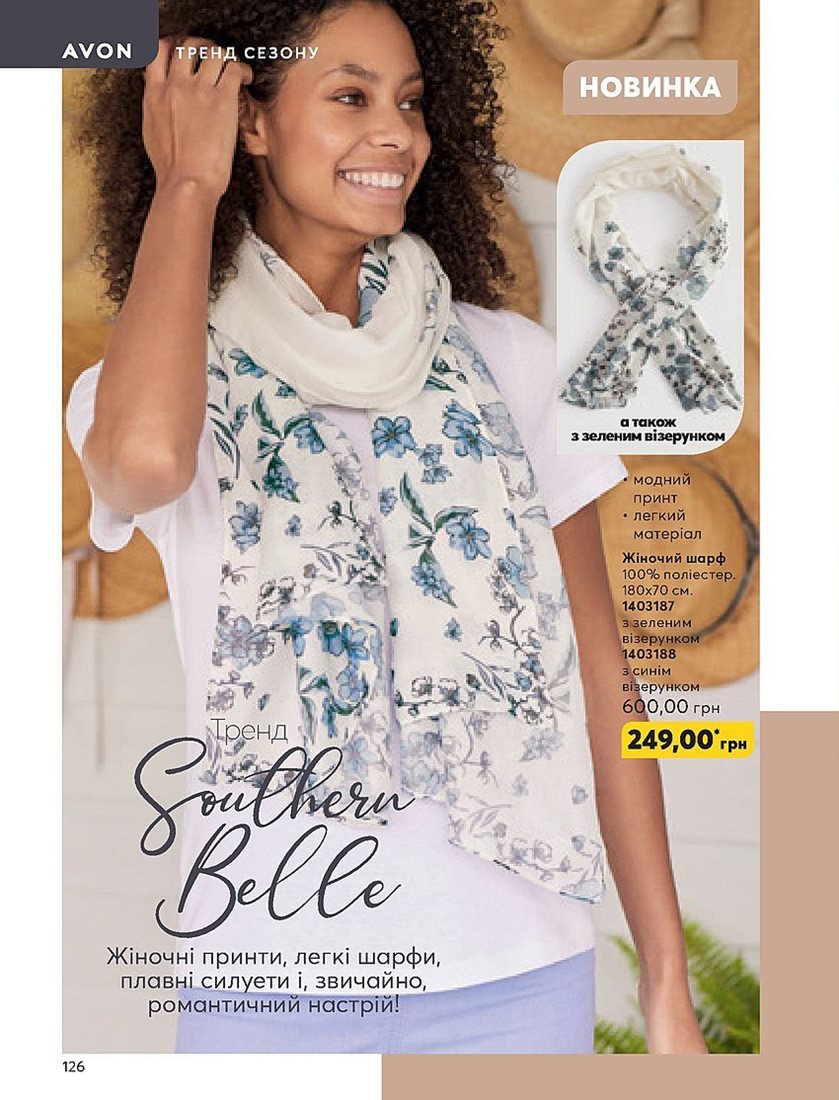 AVON
ТРЕНД СЕЗОНУ
НОВИНКА
а також
з зеленим візерунком
• модний
принт
• легкий
матеріал
Жіночий шарф
100% поліестер.
180х70 см.
1403187
з зеленим
візерунком
1403188
з синім
візерунком
600,00 грн
249,00* грн
Тренд
Southern
Belle
Жіночні принти, легкі шарфи,
плавні силуети і, звичайно,
романтичний настрій!
126